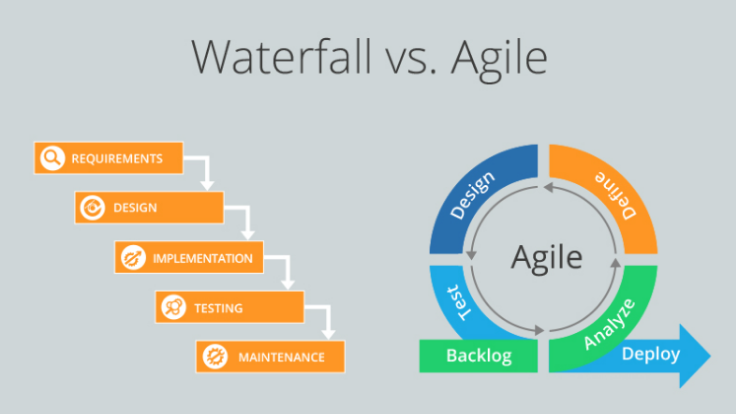 Waterfall vs. Agile
REQUIREMENTS
DESIGN
IMPLEMENTATION
TESTING
MAINTENANCE
Design
Define
Agile
Test
Analyze
Backlog
Deploy